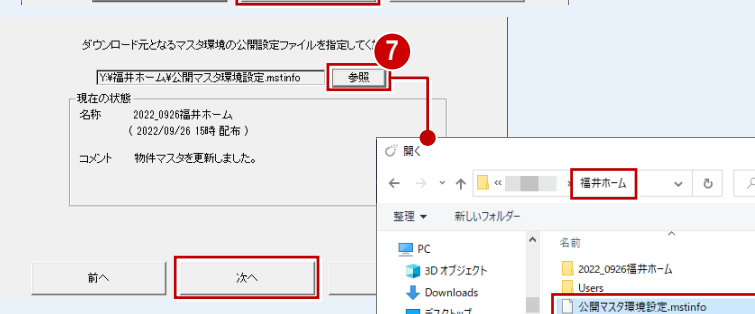 ダウンロード元となるマスタ環境の公開設定ファイルを指定してく
7
Y:¥福井ホーム¥公開マスタ環境設定.mstinfo
参照
現在の状態
名称 2022_0926福井ホーム
( 2022/09/26 15時 配布 )
コメント 物件マスタを更新しました。
前へ
次へ
開く
« › 福井ホーム
整理 新しいフォルダー
PC
3D オブジェクト
Downloads
デスクトップ
名前
2022_0926福井ホーム
Users
公開マスタ環境設定.mstinfo